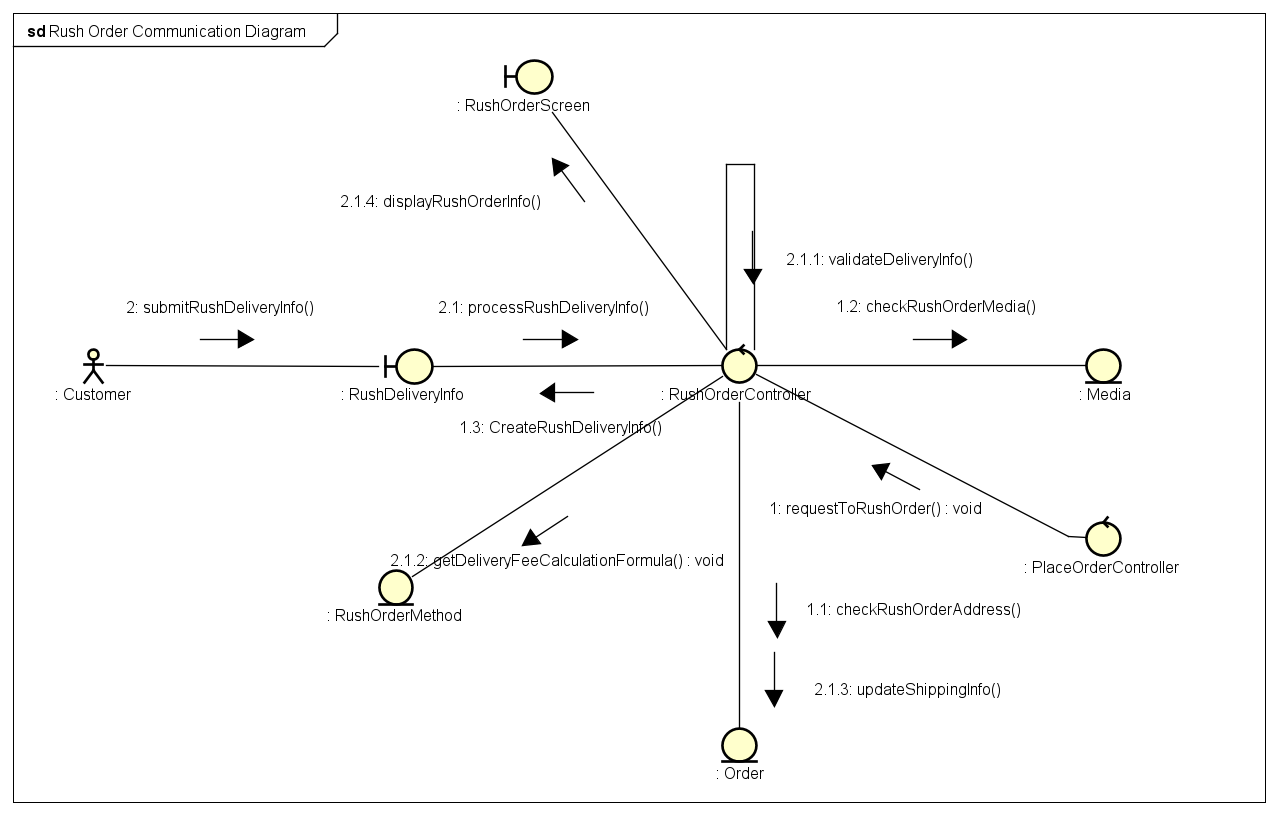 sd Rush Order Communication Diagram
: RushOrderScreen
2.1.4: displayRushOrderInfo()
2.1.1: validateDeliveryInfo()
2: submitRushDeliveryInfo()
2.1: processRushDeliveryInfo()
1.2: checkRushOrderMedia()
: Customer
: RushDeliveryInfo
: RushOrderController
: Media
1.3: CreateRushDeliveryInfo()
1: requestToRushOrder() : void
2.1.2: getDeliveryFeeCalculationFormula() : void
: PlaceOrderController
: RushOrderMethod
1.1: checkRushOrderAddress()
2.1.3: updateShippingInfo()
: Order